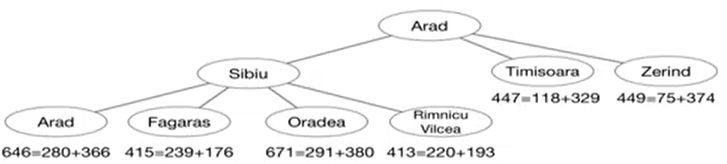 Arad
Sibiu
Timisoara
Zerind
447=118+329
449=75+374
Arad
Fagaras
Oradea
Rimnicu
Vilcea
646=280+366
415=239+176
671=291+380
413=220+193